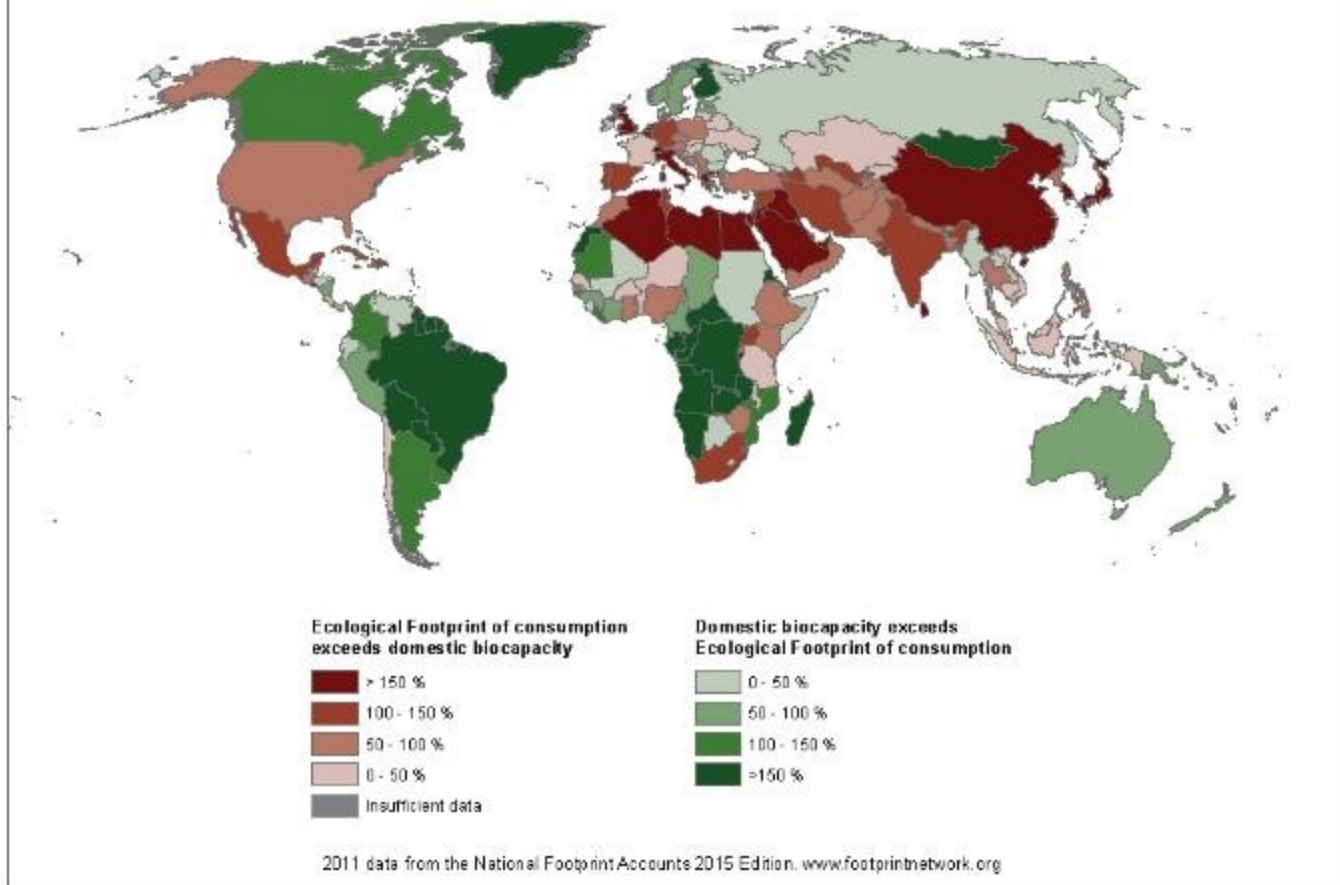 Ecological Footprint of consumption
exceeds domestic biocapacity
> 150 %
100 - 150 %
50 - 100 %
0 - 50 %
Insufficient data
Domestic biocapacity exceeds
Ecological Footprint of consumption
0 - 50 %
50 - 100 %
100 - 150 %
>150 %
2011 data from the National Footprint Accounts 2015 Edition. www.footprintnetwork.org